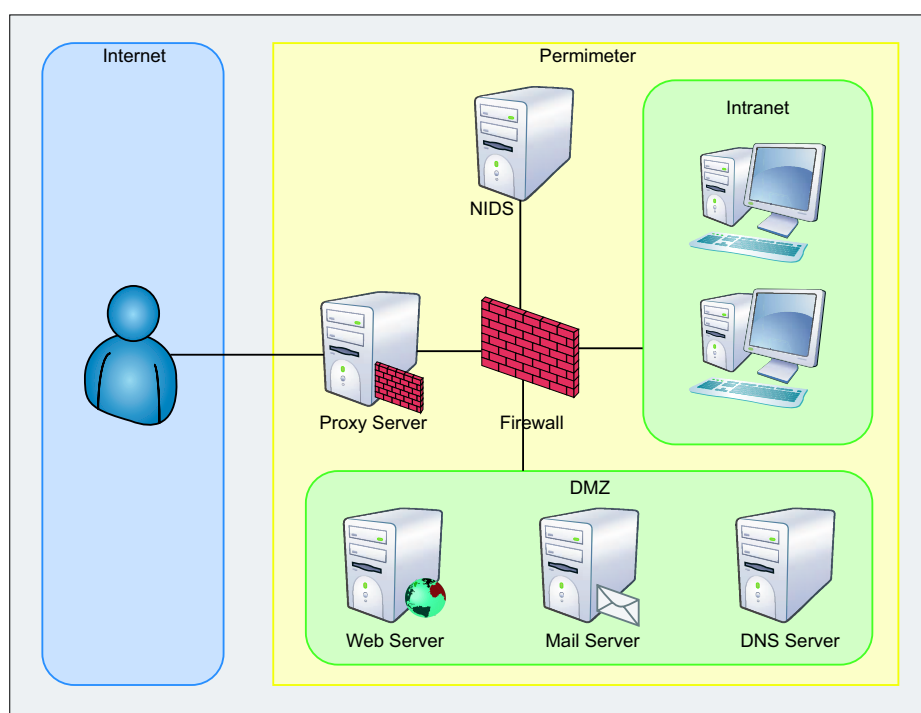 Internet
Permimeter
Intranet
NIDS
Proxy Server
Firewall
DMZ
Web Server
Mail Server
DNS Server